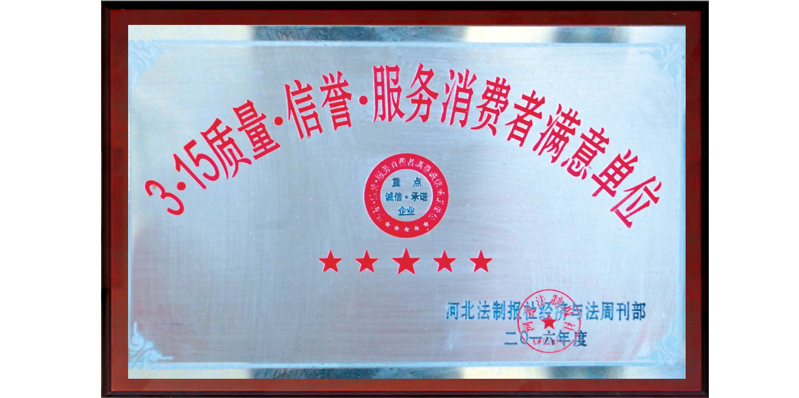 3·15质量·信誉·服务消费者满意单位
重点
诚信·承诺
企业
河北法制报社经济与法周刊部
二〇一六年度